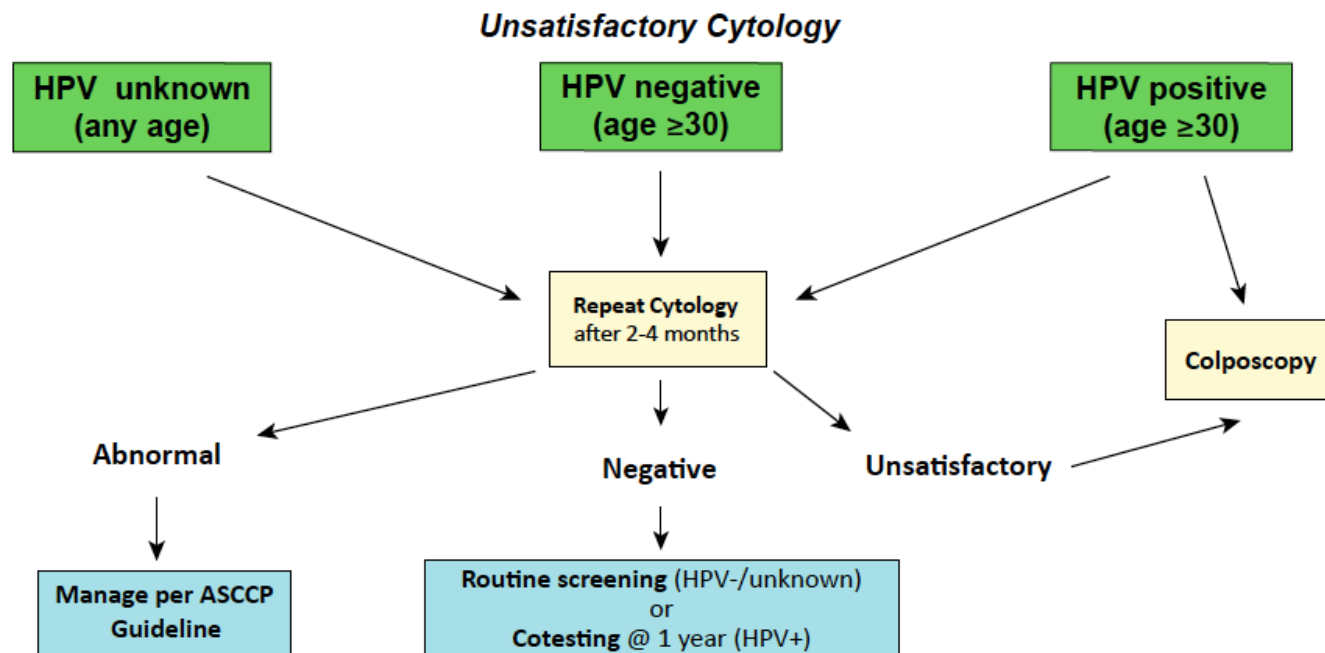 Unsatisfactory Cytology
HPV unknown
(any age)
HPV negative
(age ≥30)
HPV positive
(age ≥30)
Repeat Cytology
after 2-4 months
Colposcopy
Abnormal
Negative
Unsatisfactory
Manage per ASCCP
Guideline
Routine screening (HPV-/unknown)
or
Cotesting @ 1 year (HPV+)